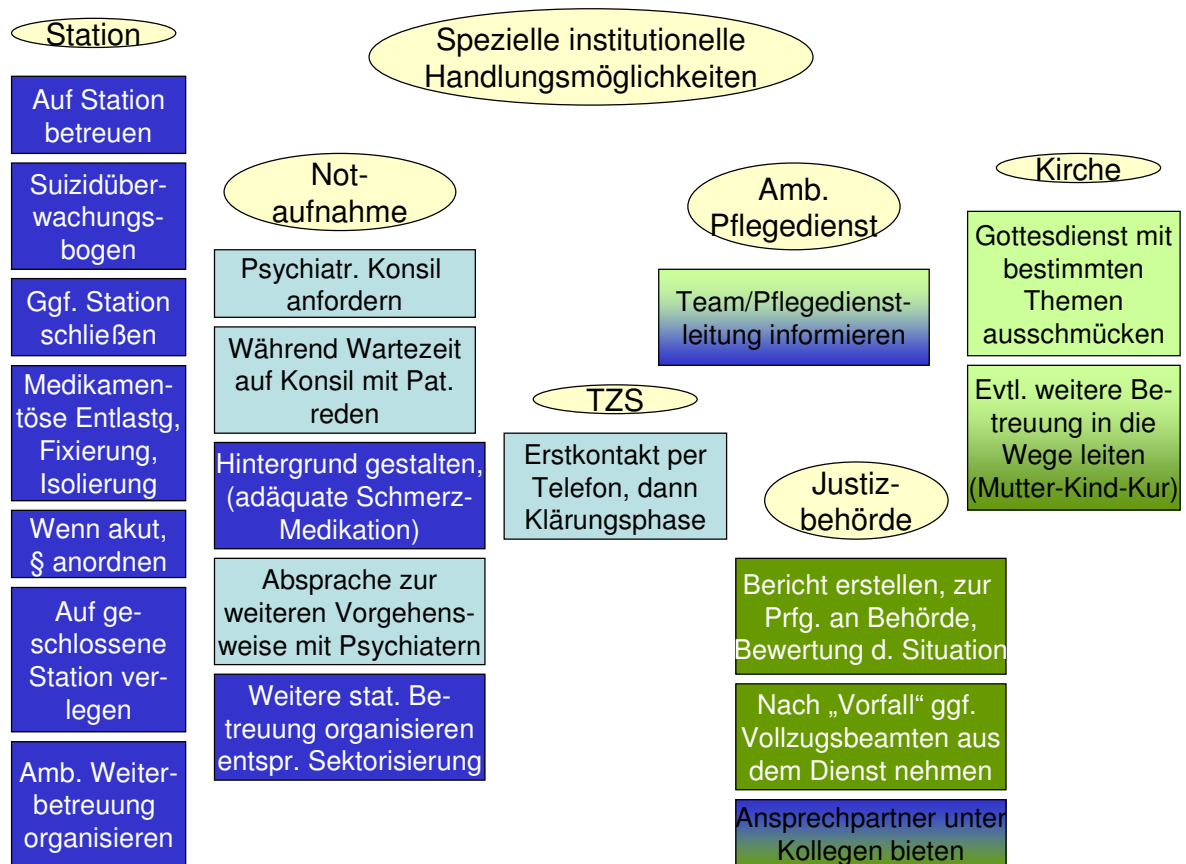 Station
Spezielle institutionelle
Handlungsmöglichkeiten
Auf Station
betreuen
Suizidüber-
wachungs-
bogen
Ggf. Station
schließen
Medikamen-
töse Entlastg,
Fixierung,
Isolierung
Wenn akut,
§ anordnen
Auf ge-
schlossene
Station ver-
legen
Amb. Weiter-
betreuung
organisieren
Not-
aufnahme
Psychiatr. Konsil
anfordern
Während Wartezeit
auf Konsil mit Pat.
reden
Hintergrund gestalten,
(adäquate Schmerz-
Medikation)
Absprache zur
weiteren Vorgehens-
weise mit Psychiatern
Weitere stat. Be-
treuung organisieren
entspr. Sektorisierung
TZS
Erstkontakt per
Telefon, dann
Klärungsphase
Amb.
Pflegedienst
Team/Pflegedienst-
leitung informieren
Justiz-
behörde
Bericht erstellen, zur
Prfg. an Behörde,
Bewertung d. Situation
Nach „Vorfall“ ggf.
Vollzugsbeamten aus
dem Dienst nehmen
Ansprechpartner unter
Kollegen bieten
Kirche
Gottesdienst mit
bestimmten
Themen
ausschmücken
Evtl. weitere Be-
treuung in die
Wege leiten
(Mutter-Kind-Kur)